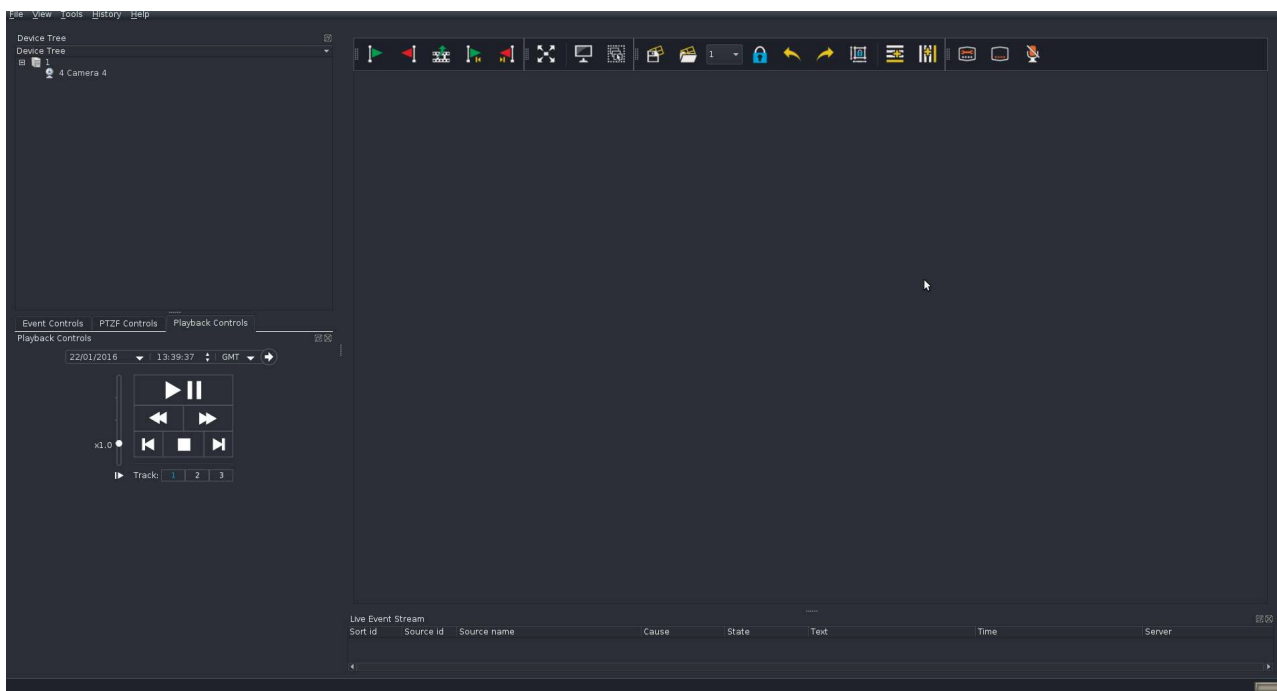 File View Tools History Help
Device Tree
Device Tree
1
4 Camera 4
1
Event Controls PTZF Controls Playback Controls
Playback Controls
22/01/2016 13:39:37 GMT
x1.0
Track: 1 2 3
Live Event Stream
Sort id Source id Source name Cause State Text Time Server